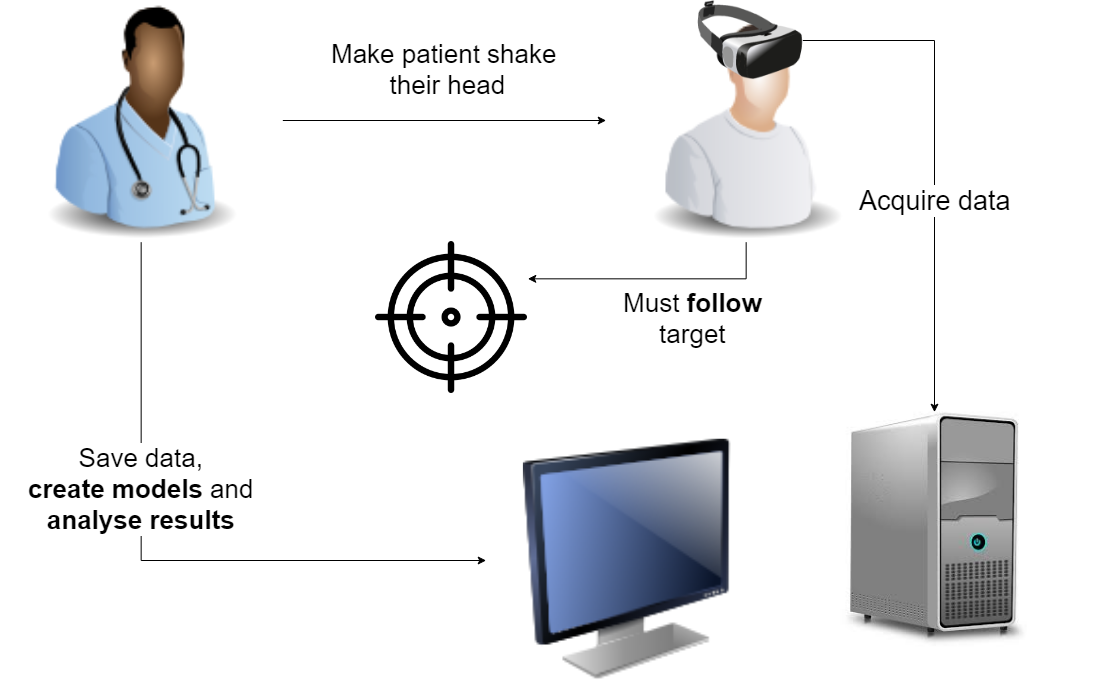 Make patient shake
their head
Acquire data
Must follow
target
Save data,
create models and
analyse results